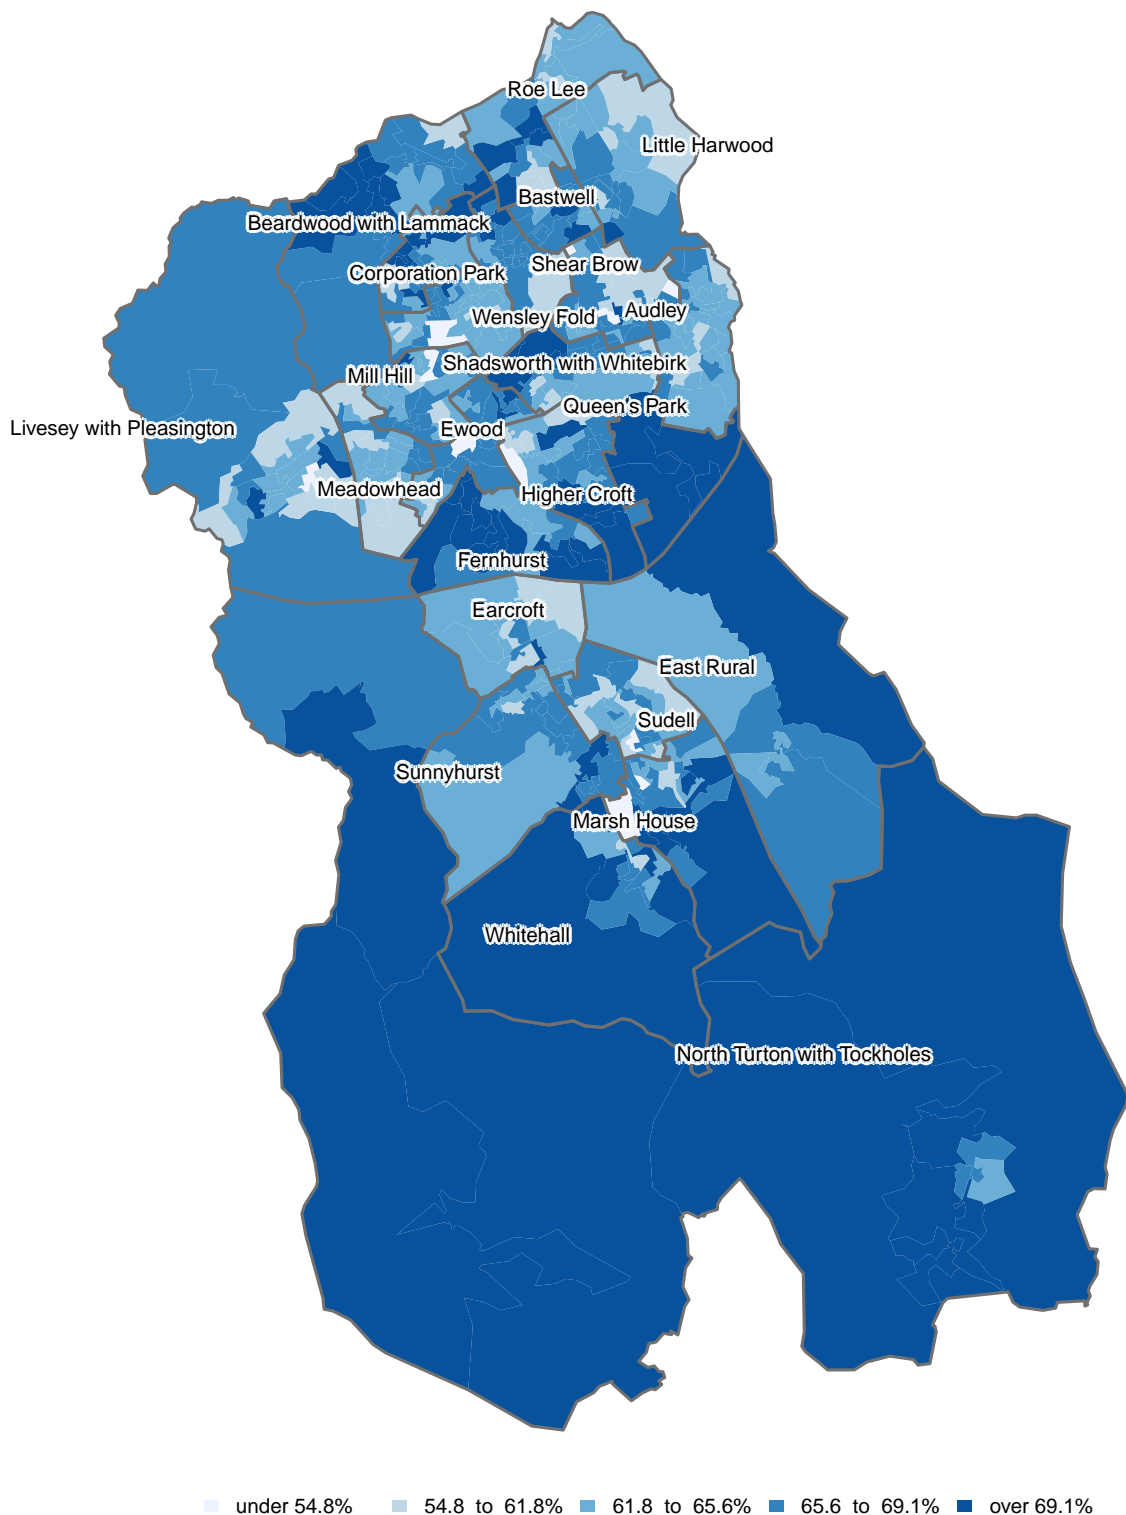 Roe Lee
Little Harwood
Bastwell
Beardwood with Lammack
Shear Brow
Corporation Park
Audley
Wensley Fold
Shadsworth with Whitebirk
Mill Hill
Queen's Park
Livesey with Pleasington
Ewood
Meadowhead
Higher Croft
Fernhurst
Earcroft
East Rural
Sudell
Sunnyhurst
Marsh House
Whitehall
North Turton with Tockholes
under 54.8% 54.8 to 61.8% 61.8 to 65.6% 65.6 to 69.1% over 69.1%